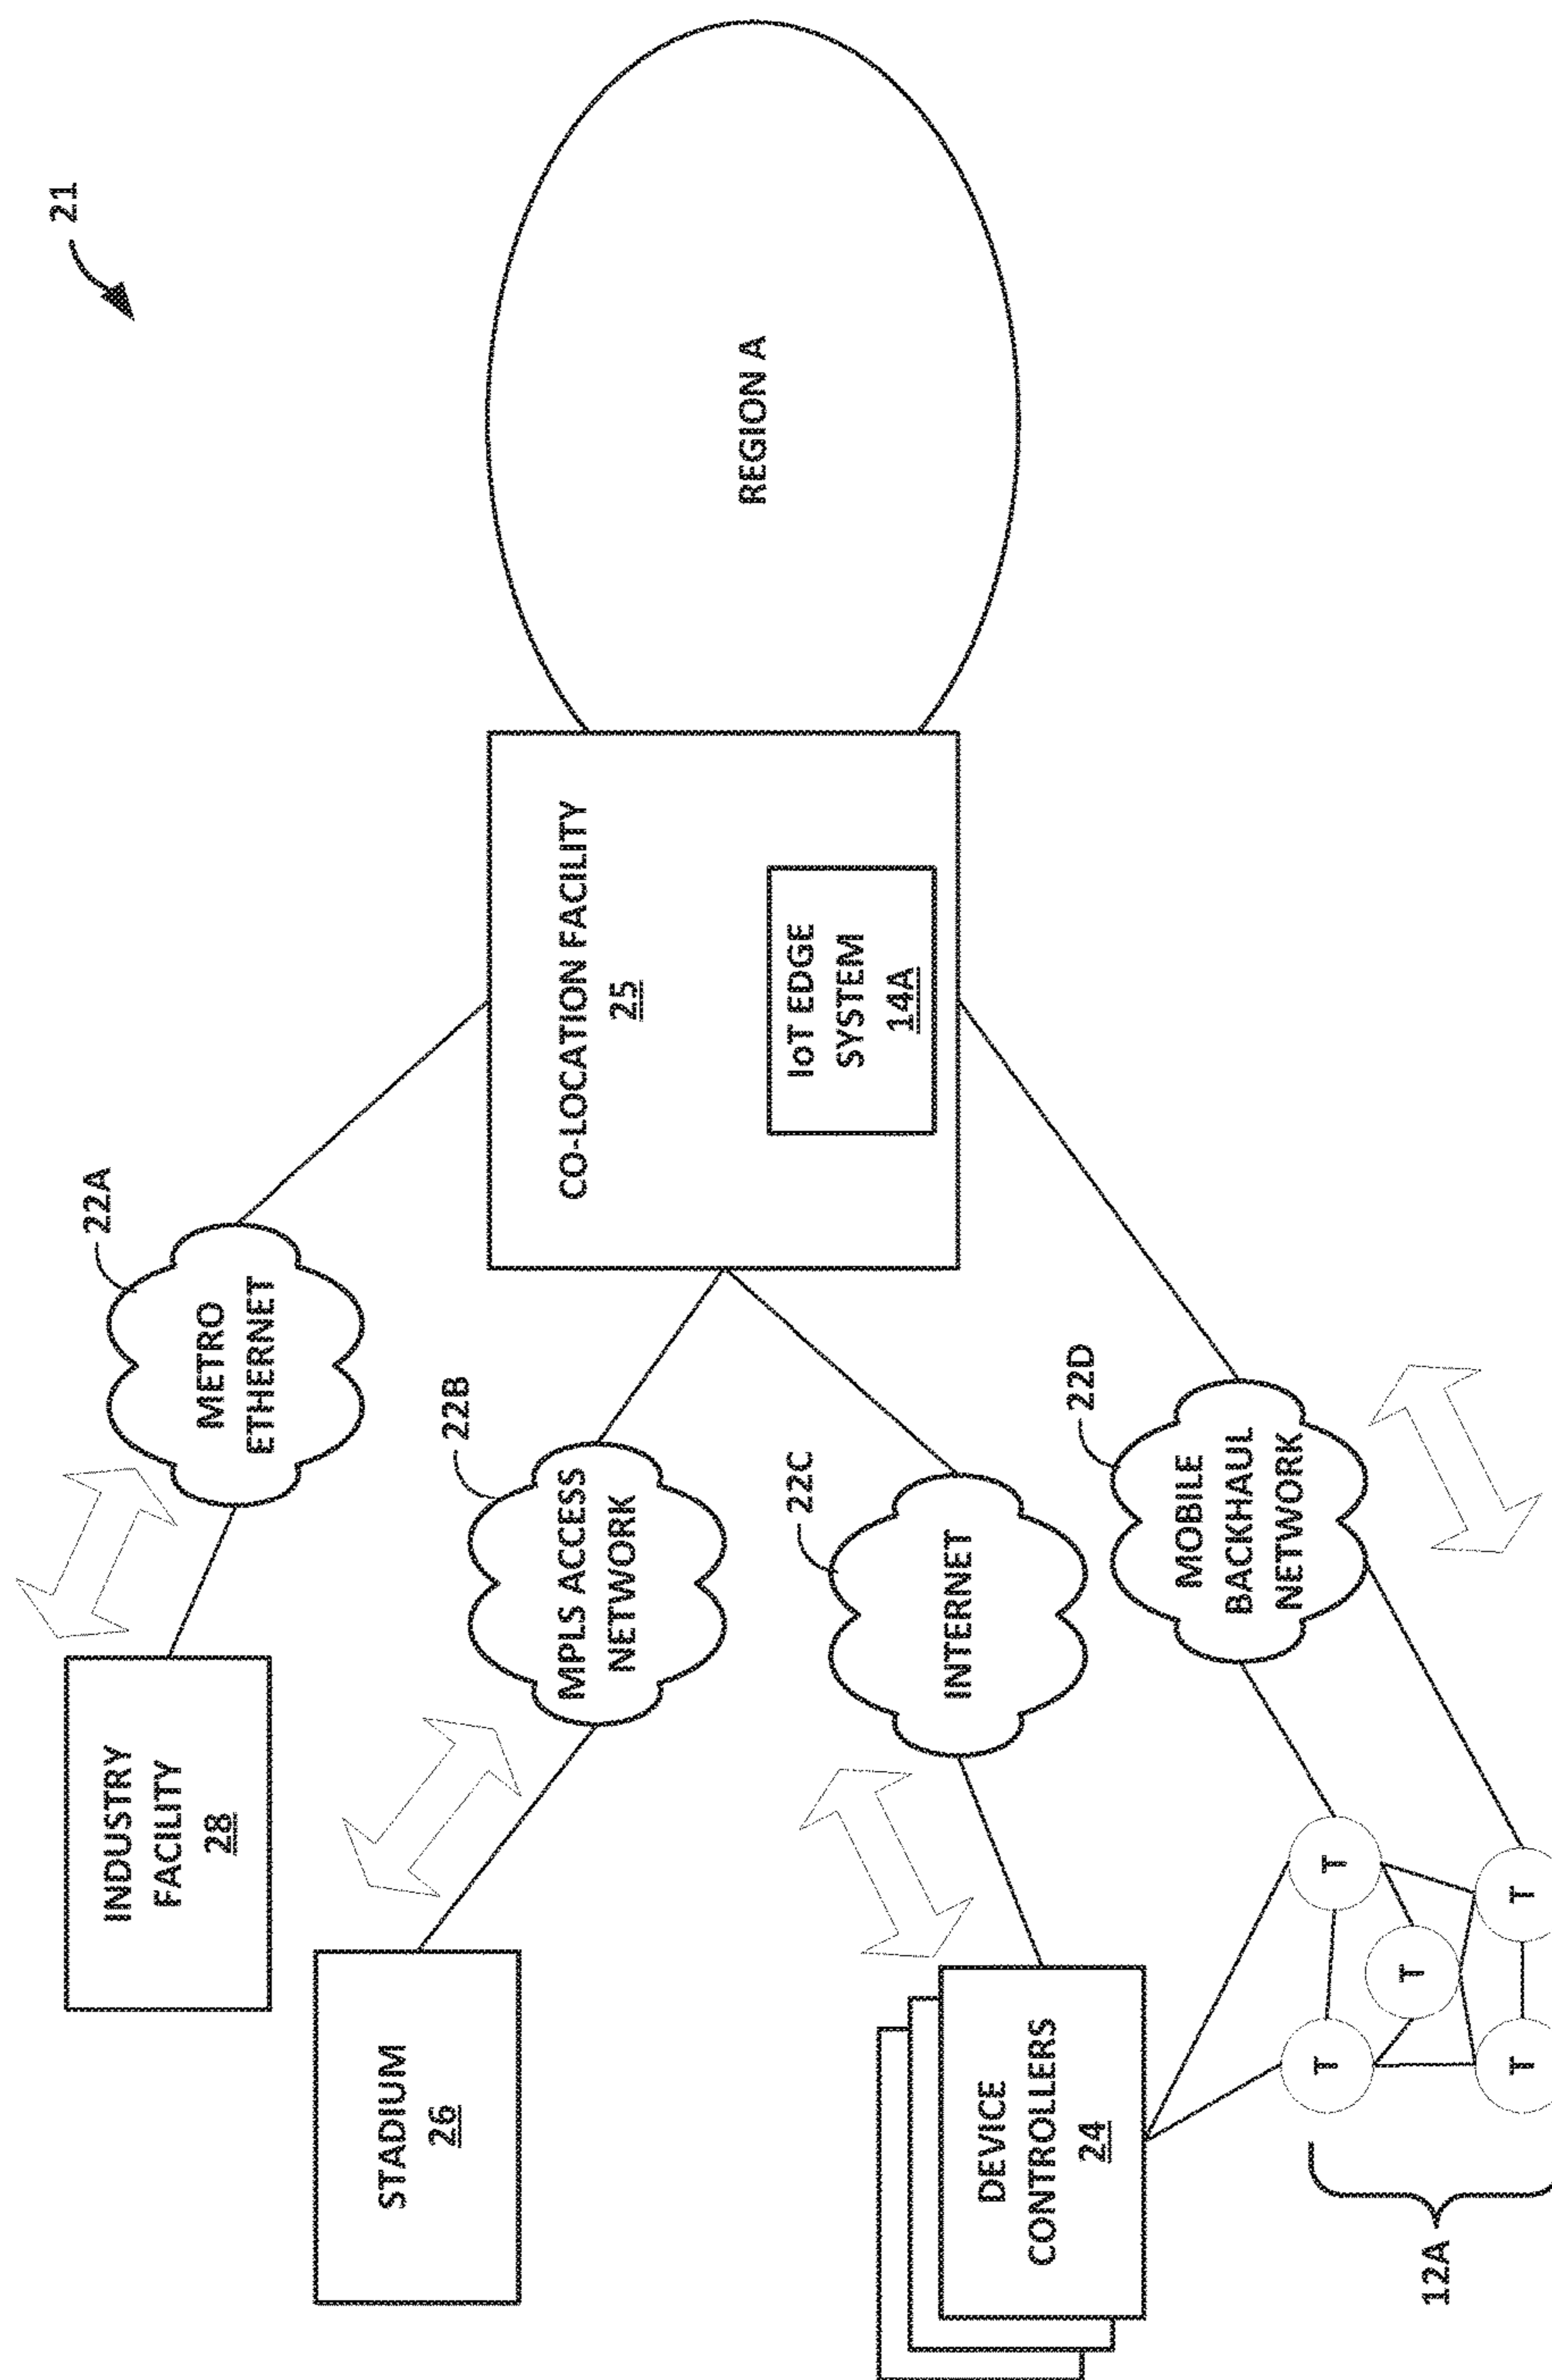 21
REGION A
CO-LOCATION FACILITY
25
IoT EDGE
SYSTEM
14A
22A
METRO
ETHERNET
22B
MPLS ACCESS
NETWORK
22C
INTERNET
22D
MOBILE
BACKHAUL
NETWORK
INDUSTRY
FACILITY
28
STADIUM
26
DEVICE
CONTROLLERS
24
T
T
T
T
T
12A